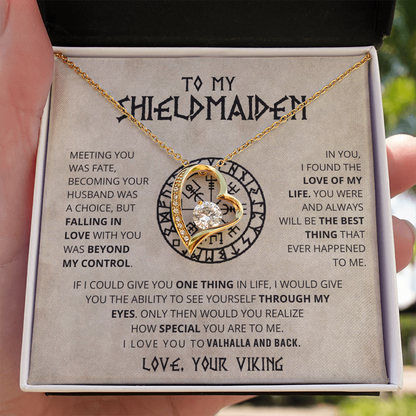 TO MY
SHIELDMAIDEN
MEETING YOU
WAS FATE,
BECOMING YOUR
HUSBAND WAS
A CHOICE, BUT
FALLING IN
LOVE WITH YOU
WAS BEYOND
MY CONTROL.
IN YOU,
I FOUND THE
LOVE OF MY
LIFE. YOU WERE
AND ALWAYS
WILL BE THE BEST
THING THAT
EVER HAPPENED
TO ME.
IF I COULD GIVE YOU ONE THING IN LIFE, I WOULD GIVE
YOU THE ABILITY TO SEE YOURSELF THROUGH MY
EYES. ONLY THEN WOULD YOU REALIZE
HOW SPECIAL YOU ARE TO ME.
I LOVE YOU TO VALHALLA AND BACK.
LOVE, YOUR VIKING